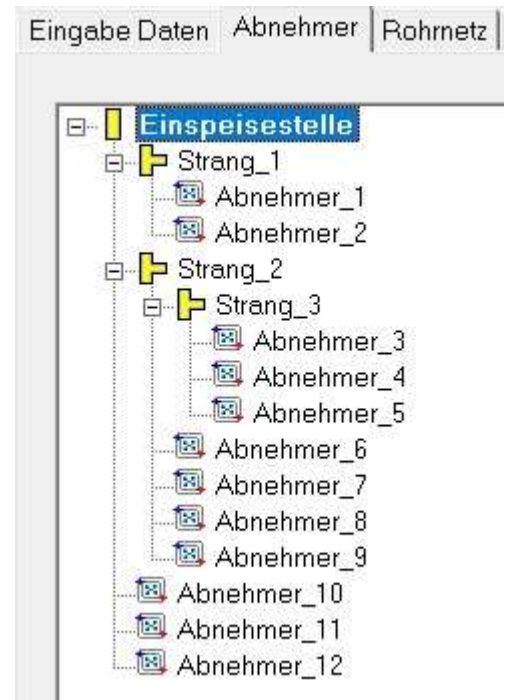 Eingabe Daten Abnehmer Rohrnetz
Einspeisestelle
Strang_1
Abnehmer_1
Abnehmer_2
Strang_2
Strang_3
Abnehmer_3
Abnehmer_4
Abnehmer_5
Abnehmer_6
Abnehmer_7
Abnehmer_8
Abnehmer_9
Abnehmer_10
Abnehmer_11
Abnehmer_12